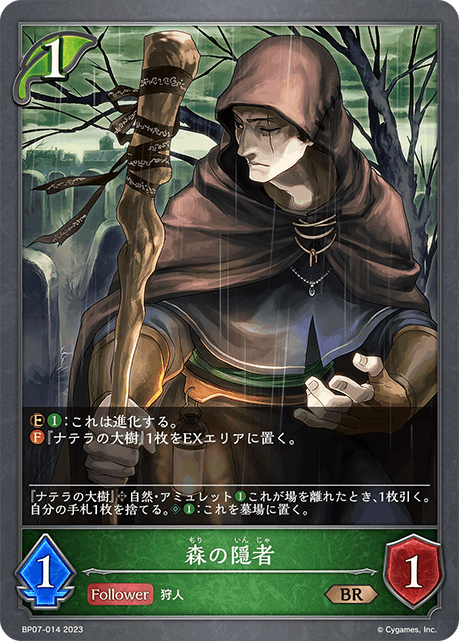 1
E 1:これは進化する。
F 『ナテラの大樹』1枚をEXエリアに置く。
『ナテラの大樹』自然・アミュレット 1 これが場を離れたとき、1枚引く。
自分の手札1枚を捨てる。1:これを墓場に置く。
もり いんじゃ
森の隠者
1
Follower 狩人
BR
1
BP07-014 2023
© Cygames, Inc.